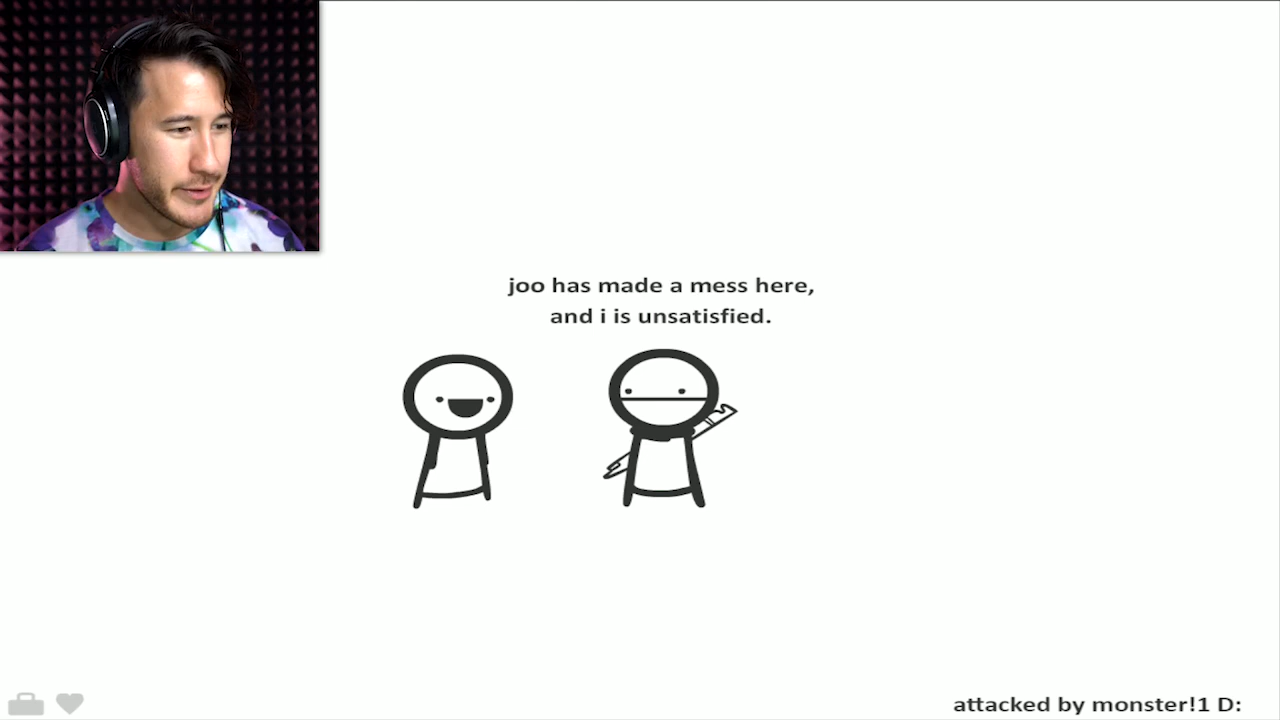 joo has made a mess here,
and i is unsatisfied.
attacked by monster!1 D: